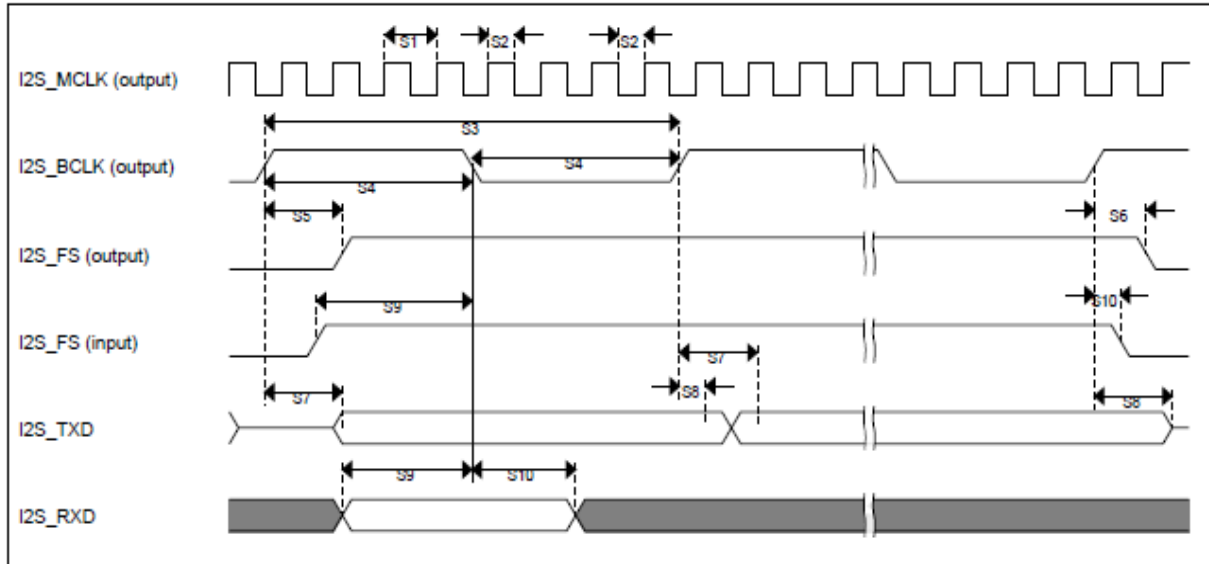 S1 S2 S2
I2S_MCLK (output)
S3
I2S_BCLK (output)
S4
S4
S5 S6
I2S_FS (output)
S9 S10
I2S_FS (input)
S7
S7 S8 S8
I2S_TXD
S9 S10
I2S_RXD